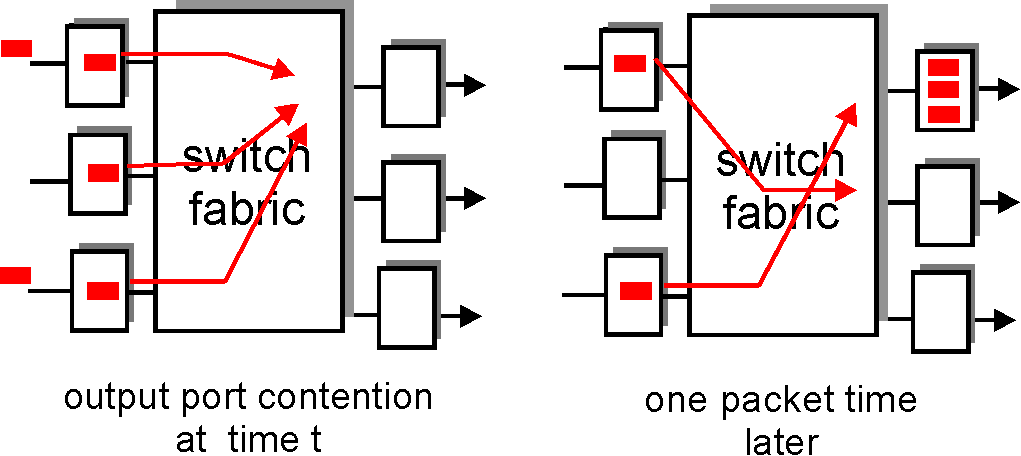 switch
fabric
output port contention
at time t
switch
fabric
one packet time
later